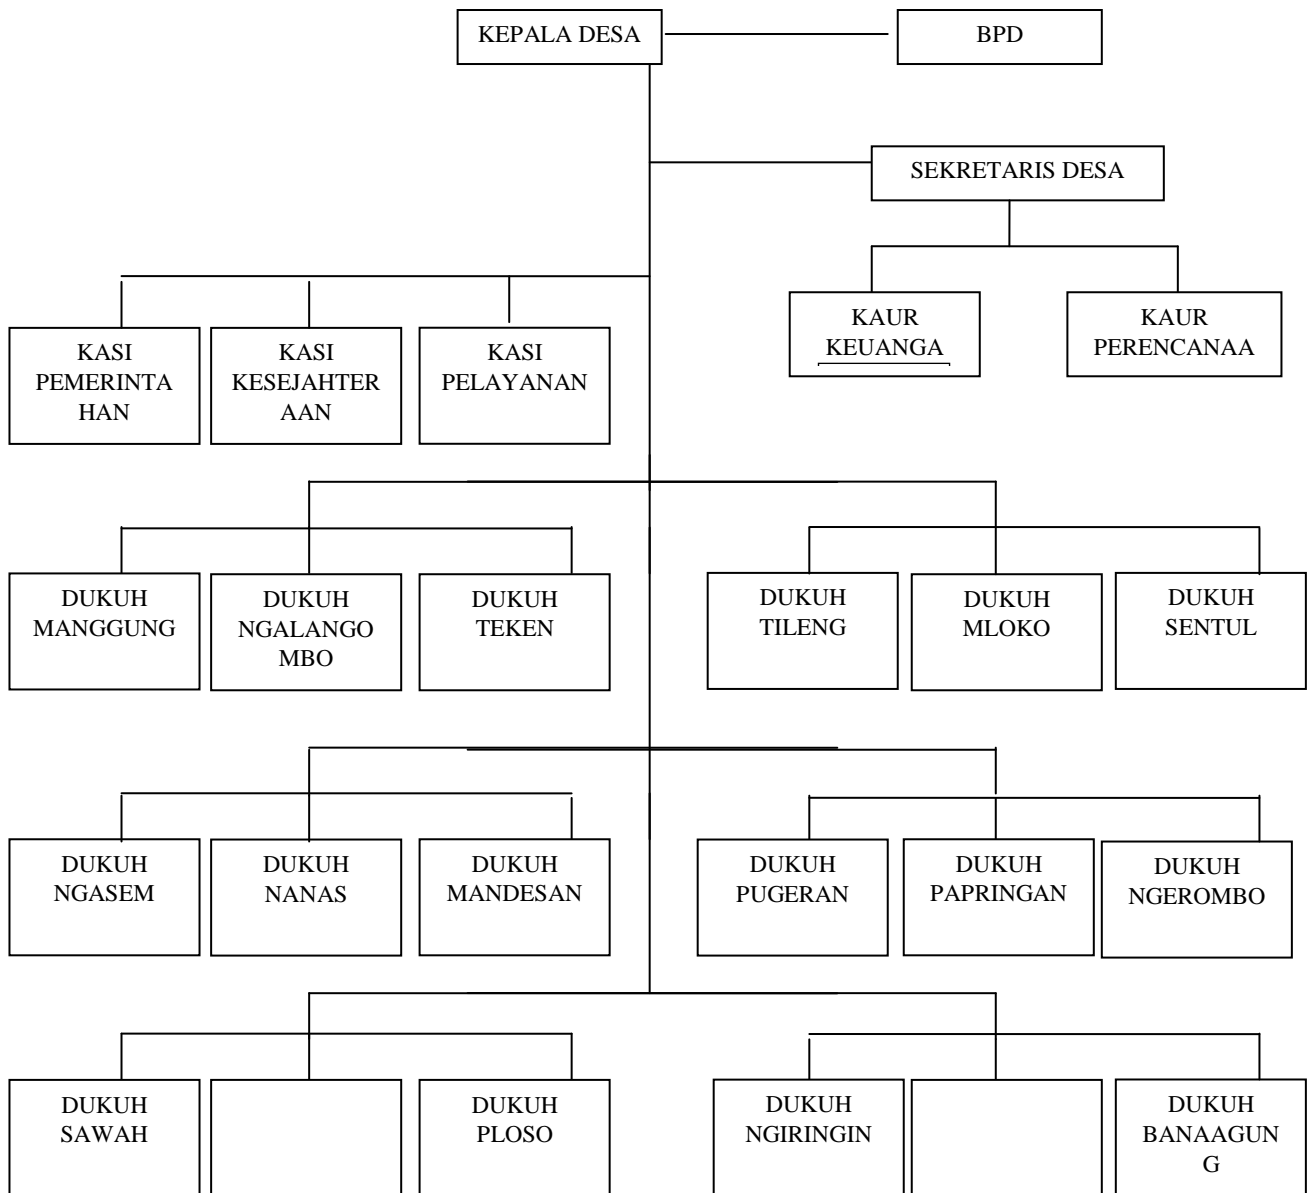 KEPALA DESA
BPD
SEKRETARIS DESA
KAUR
KEUANGA
KAUR
PERENCANAA
KASI
PEMERINTA
HAN
KASI
KESEJAHTER
AAN
KASI
PELAYANAN
DUKUH
MANGGUNG
DUKUH
NGALANGO
MBO
DUKUH
TEKEN
DUKUH
TILENG
DUKUH
MLOKO
DUKUH
SENTUL
DUKUH
NGASEM
DUKUH
NANAS
DUKUH
MANDESAN
DUKUH
PUGERAN
DUKUH
PAPRINGAN
DUKUH
NGEROMBO
DUKUH
SAWAH
DUKUH
PLOSO
DUKUH
NGIRINGIN
DUKUH
BANAAGUN
G